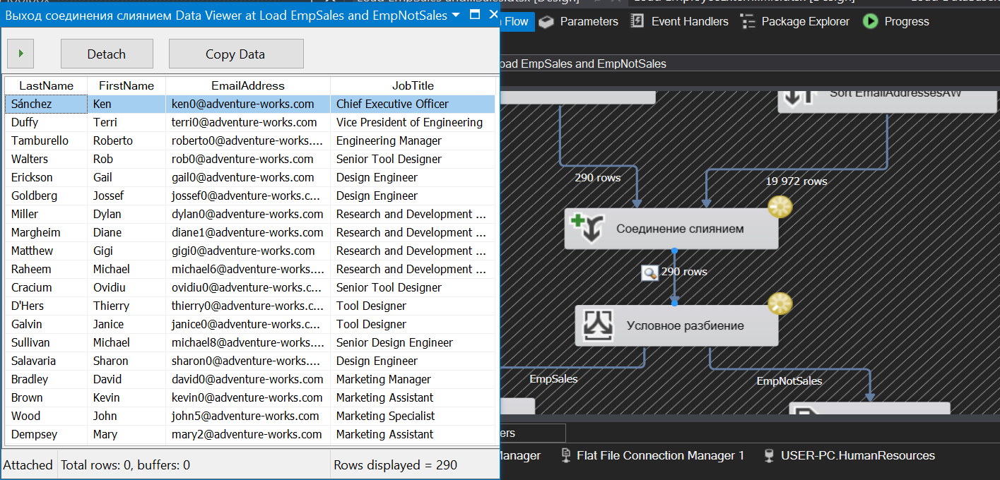 Выход соединения слиянием Data Viewer at Load EmpSales and EmpNotSales
Detach
Copy Data
LastName FirstName EmailAddress JobTitle
Sánchez Ken ken0@adventure-works.com Chief Executive Officer
Duffy Terri terri0@adventure-works.com Vice President of Engineering
Tamburello Roberto roberto0@adventure-works.... Engineering Manager
Walters Rob rob0@adventure-works.com Senior Tool Designer
Erickson Gail gail0@adventure-works.com Design Engineer
Goldberg Jossef jossef0@adventure-works.c... Design Engineer
Miller Dylan dylan0@adventure-works.com Research and Development ...
Margheim Diane diane1@adventure-works.com Research and Development ...
Matthew Gigi gigi0@adventure-works.com Research and Development ...
Raheem Michael michael6@adventure-works.... Research and Development ...
Cracium Ovidiu ovidiu0@adventure-works.c... Senior Tool Designer
D'Hers Thierry thierry0@adventure-works.c... Tool Designer
Galvin Janice janice0@adventure-works.com Tool Designer
Sullivan Michael michael8@adventure-works.... Senior Design Engineer
Salavaria Sharon sharon0@adventure-works.com Design Engineer
Bradley David david0@adventure-works.com Marketing Manager
Brown Kevin kevin0@adventure-works.com Marketing Assistant
Wood John john5@adventure-works.com Marketing Specialist
Dempsey Mary mary2@adventure-works.com Marketing Assistant
Attached Total rows: 0, buffers: 0 Rows displayed = 290
Flow Parameters Event Handlers Package Explorer Progress
oad EmpSales and EmpNotSales
Sort EmailAddressesAW
290 rows
19 972 rows
Соединение слиянием
290 rows
Условное разбиение
EmpSales
EmpNotSales
ers
Manager Flat File Connection Manager 1 USER-PC.HumanResources